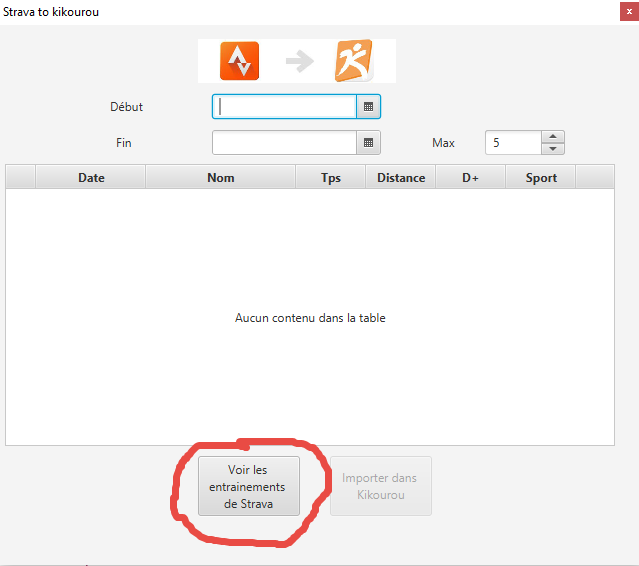 Strava to kikourou
x
Début
Fin
Max
5
Date Nom Tps Distance D+ Sport
Aucun contenu dans la table
Voir les
entrainements
de Strava
Importer dans
Kikourou